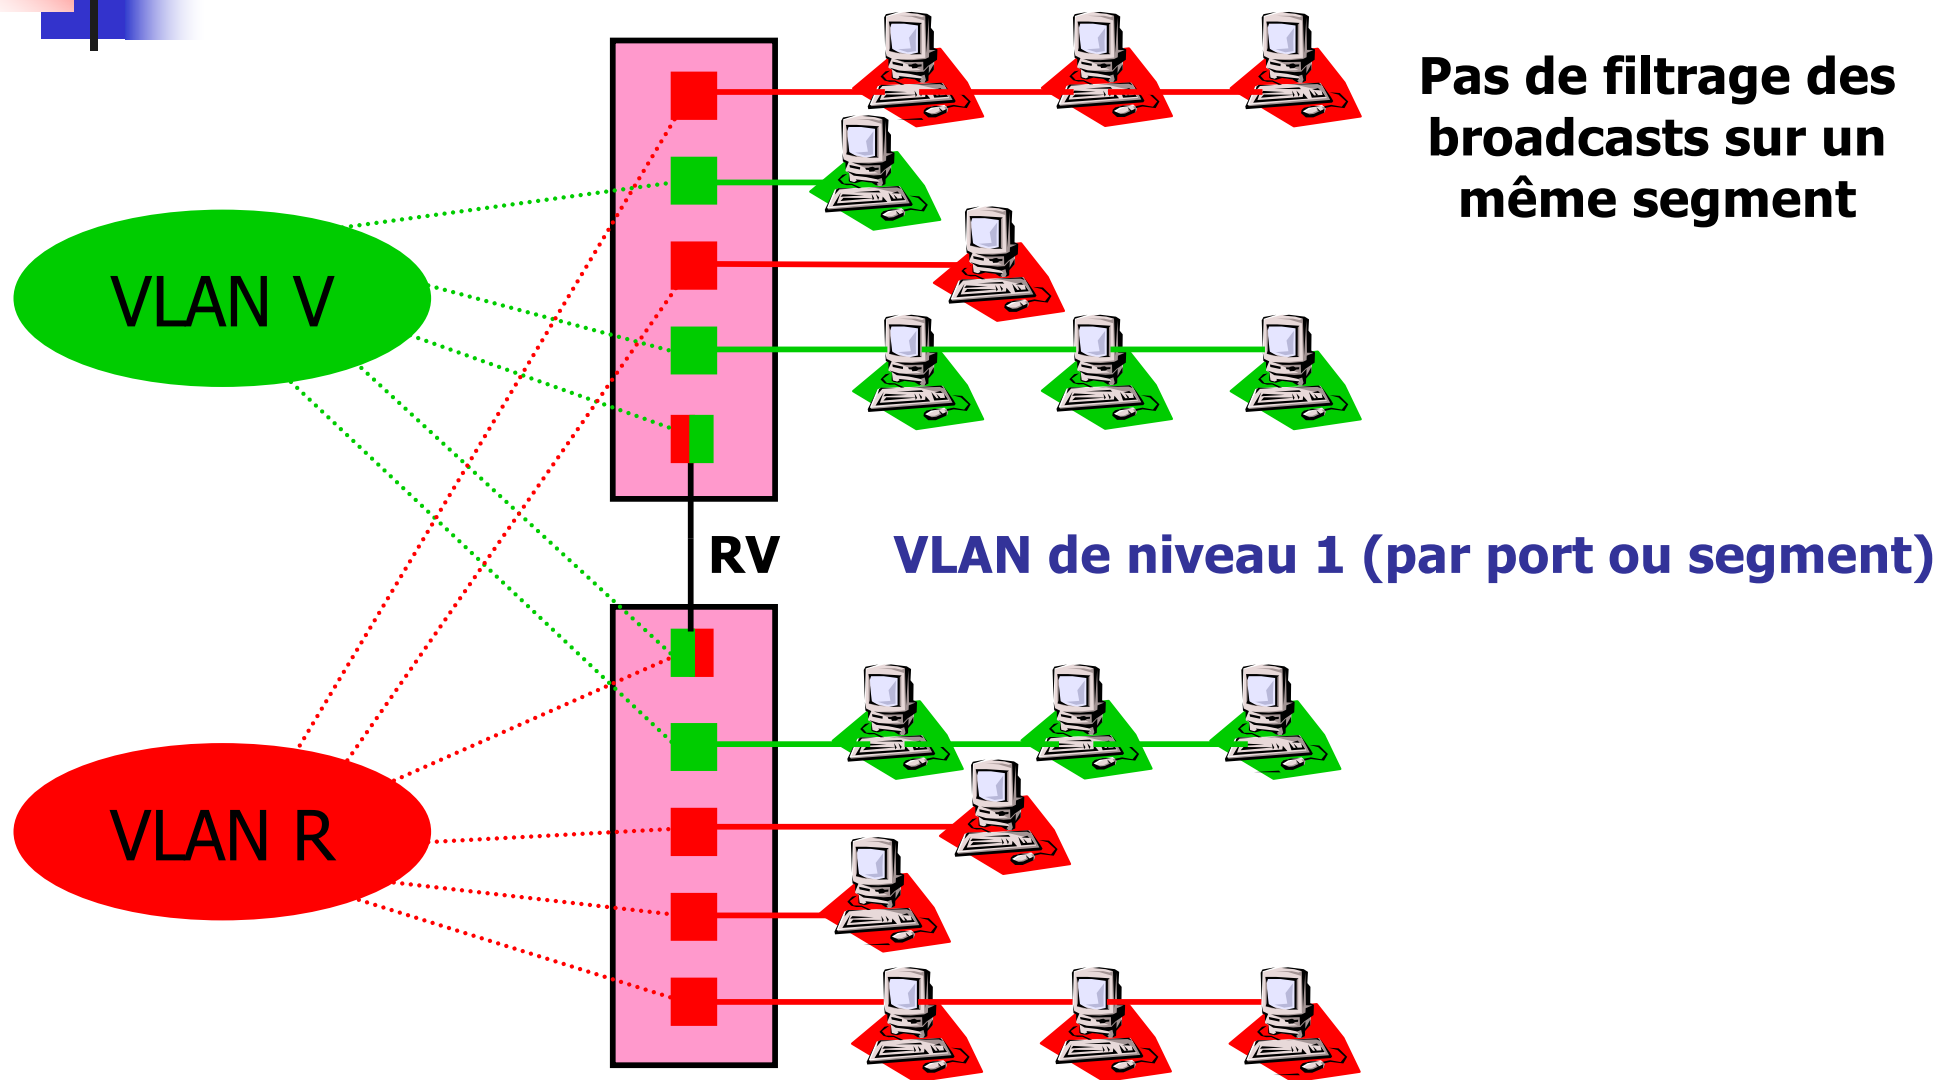 Pas de filtrage des
broadcasts sur un
même segment
VLAN V
RV
VLAN de niveau 1 (par port ou segment)
VLAN R